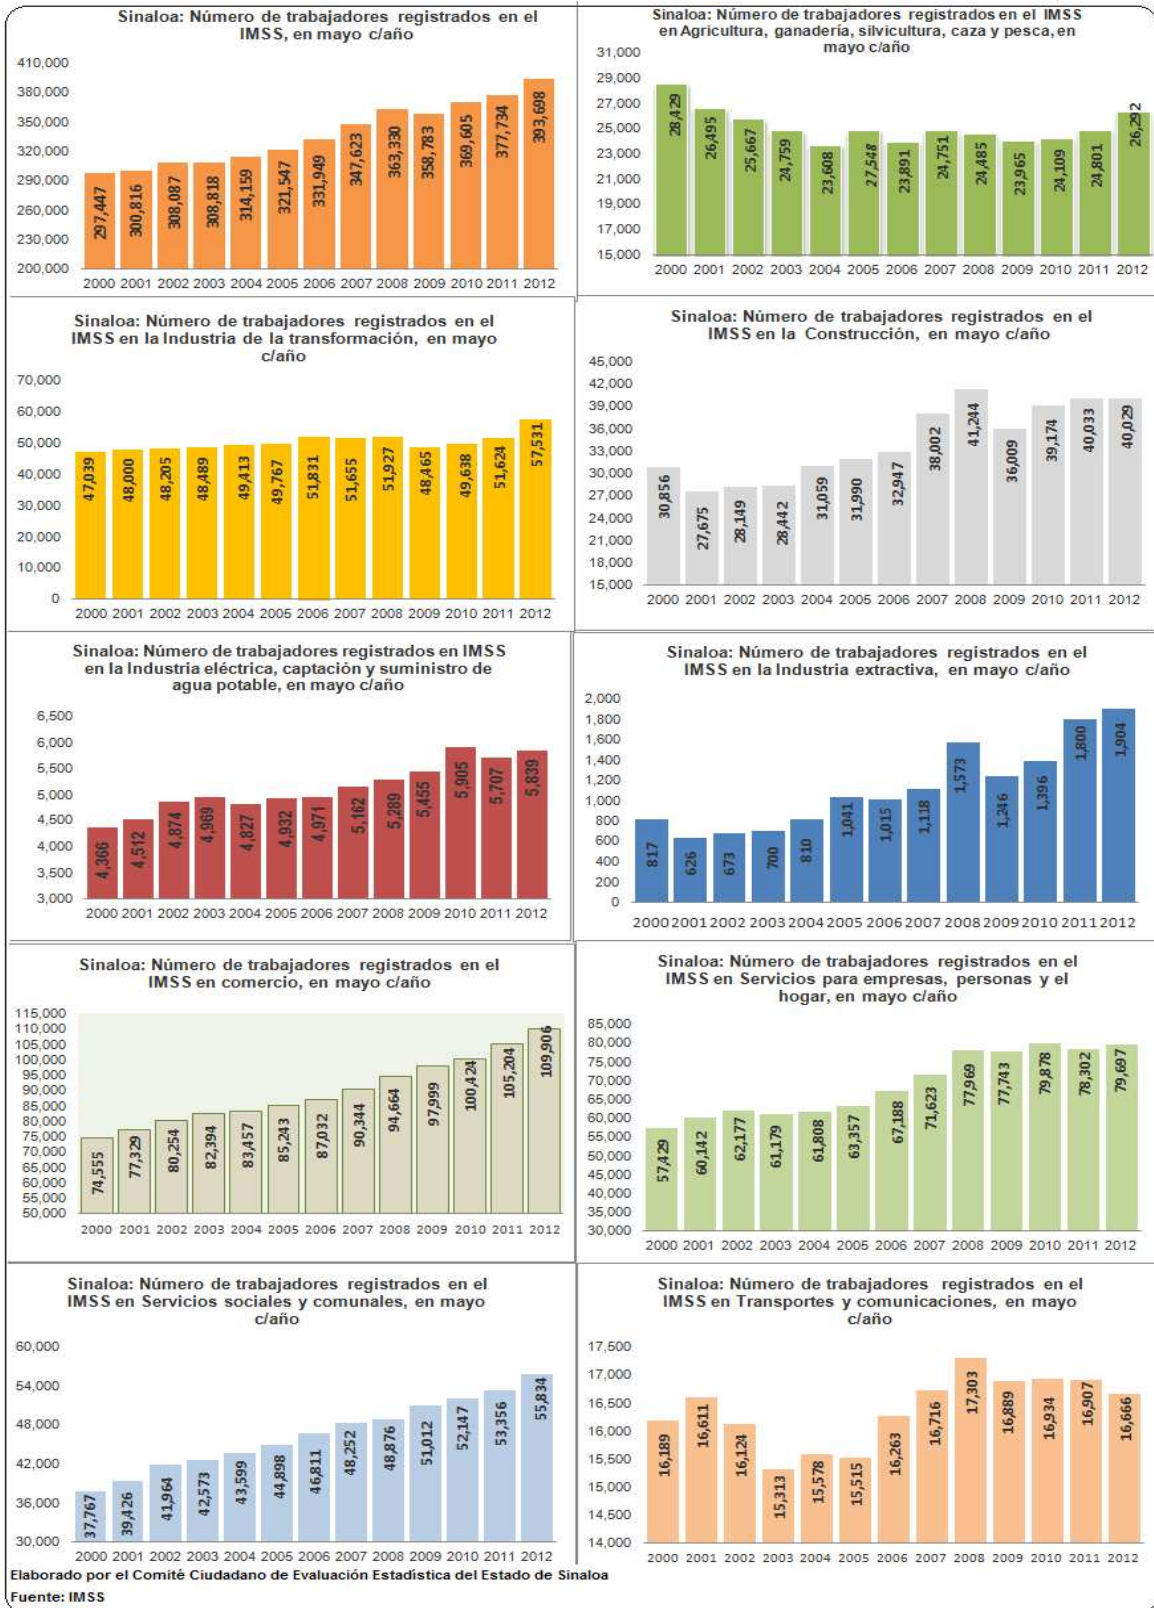 Sinaloa: Número de trabajadores registrados en el
IMSS, en mayo c/año
410,000
380,000
350,000
320,000
290,000
260,000
230,000
200,000
297,447 300,816 308,087 308,818 314,159 321,547 331,949 347,623 363,330 358,783 369,605 377,734 393,698
2000 2001 2002 2003 2004 2005 2006 2007 2008 2009 2010 2011 2012
Sinaloa: Número de trabajadores registrados en el IMSS
en Agricultura, ganadería, silvicultura, caza y pesca, en
mayo c/año
31,000
29,000
27,000
25,000
23,000
21,000
19,000
17,000
15,000
28,429 26,495 25,667 24,759 23,608 27,548 23,891 24,751 24,485 23,965 24,109 24,801 26,292
2000 2001 2002 2003 2004 2005 2006 2007 2008 2009 2010 2011 2012
Sinaloa: Número de trabajadores registrados en el
IMSS en la Industria de la transformación, en mayo
c/año
70,000
60,000
50,000
40,000
30,000
20,000
10,000
0
47,039 48,000 48,205 48,489 49,413 49,767 51,831 51,655 51,927 48,465 49,638 51,624 57,531
2000 2001 2002 2003 2004 2005 2006 2007 2008 2009 2010 2011 2012
Sinaloa: Número de trabajadores registrados en el
IMSS en la Construcción, en mayo c/año
45,000
42,000
39,000
36,000
33,000
30,000
27,000
24,000
21,000
18,000
15,000
30,856 27,675 28,149 28,442 31,059 31,990 32,947 38,002 41,244 36,009 39,174 40,033 40,029
2000 2001 2002 2003 2004 2005 2006 2007 2008 2009 2010 2011 2012
Sinaloa: Número de trabajadores registrados en IMSS
en la Industria eléctrica, captación y suministro de
agua potable, en mayo c/año
6,500
6,000
5,500
5,000
4,500
4,000
3,500
3,000
4,366 4,512 4,874 4,969 4,827 4,932 4,971 5,162 5,289 5,455 5,905 5,707 5,839
2000 2001 2002 2003 2004 2005 2006 2007 2008 2009 2010 2011 2012
Sinaloa: Número de trabajadores registrados en el
IMSS en la Industria extractiva, en mayo c/año
2,000
1,800
1,600
1,400
1,200
1,000
800
600
400
200
0
817 626 673 700 810 1,041 1,015 1,118 1,573 1,246 1,396 1,800 1,904
2000 2001 2002 2003 2004 2005 2006 2007 2008 2009 2010 2011 2012
Sinaloa: Número de trabajadores registrados en el
IMSS en comercio, en mayo c/año
115,000
110,000
105,000
100,000
95,000
90,000
85,000
80,000
75,000
70,000
65,000
60,000
55,000
50,000
74,555 77,329 80,254 82,394 83,457 85,243 87,032 90,344 94,664 97,999 100,424 105,204 109,906
2000 2001 2002 2003 2004 2005 2006 2007 2008 2009 2010 2011 2012
Sinaloa: Número de trabajadores registrados en el
IMSS en Servicios para empresas, personas y el
hogar, en mayo c/año
85,000
80,000
75,000
70,000
65,000
60,000
55,000
50,000
45,000
40,000
35,000
30,000
57,429 60,142 62,177 61,179 61,808 63,357 67,188 71,623 77,969 77,743 79,878 78,302 79,697
2000 2001 2002 2003 2004 2005 2006 2007 2008 2009 2010 2011 2012
Sinaloa: Número de trabajadores registrados en el
IMSS en Servicios sociales y comunales, en mayo
c/año
60,000
54,000
48,000
42,000
36,000
30,000
37,767 39,426 41,964 42,573 43,599 44,898 46,811 48,252 48,876 51,012 52,147 53,356 55,834
2000 2001 2002 2003 2004 2005 2006 2007 2008 2009 2010 2011 2012
Sinaloa: Número de trabajadores registrados en el
IMSS en Transportes y comunicaciones, en mayo
c/año
17,500
17,000
16,500
16,000
15,500
15,000
14,500
14,000
16,189 16,611 16,124 15,313 15,578 15,515 16,263 16,716 17,303 16,889 16,934 16,907 16,666
2000 2001 2002 2003 2004 2005 2006 2007 2008 2009 2010 2011 2012
Elaborado por el Comité Ciudadano de Evaluación Estadística del Estado de Sinaloa
Fuente: IMSS